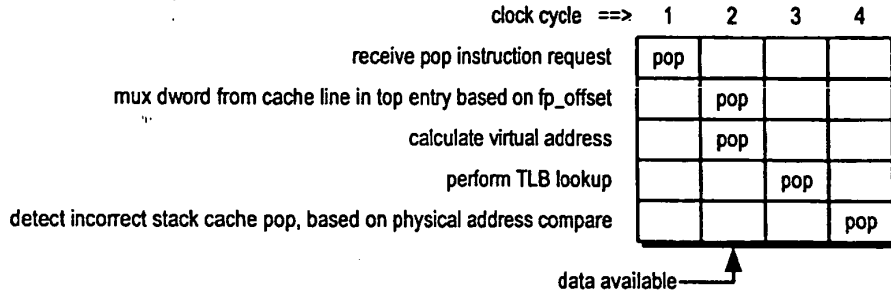 clock cycle ==> 1 2 3 4
receive pop instruction request pop
mux dword from cache line in top entry based on fp_offset pop
calculate virtual address pop
perform TLB lookup pop
detect incorrect stack cache pop, based on physical address compare pop
data available